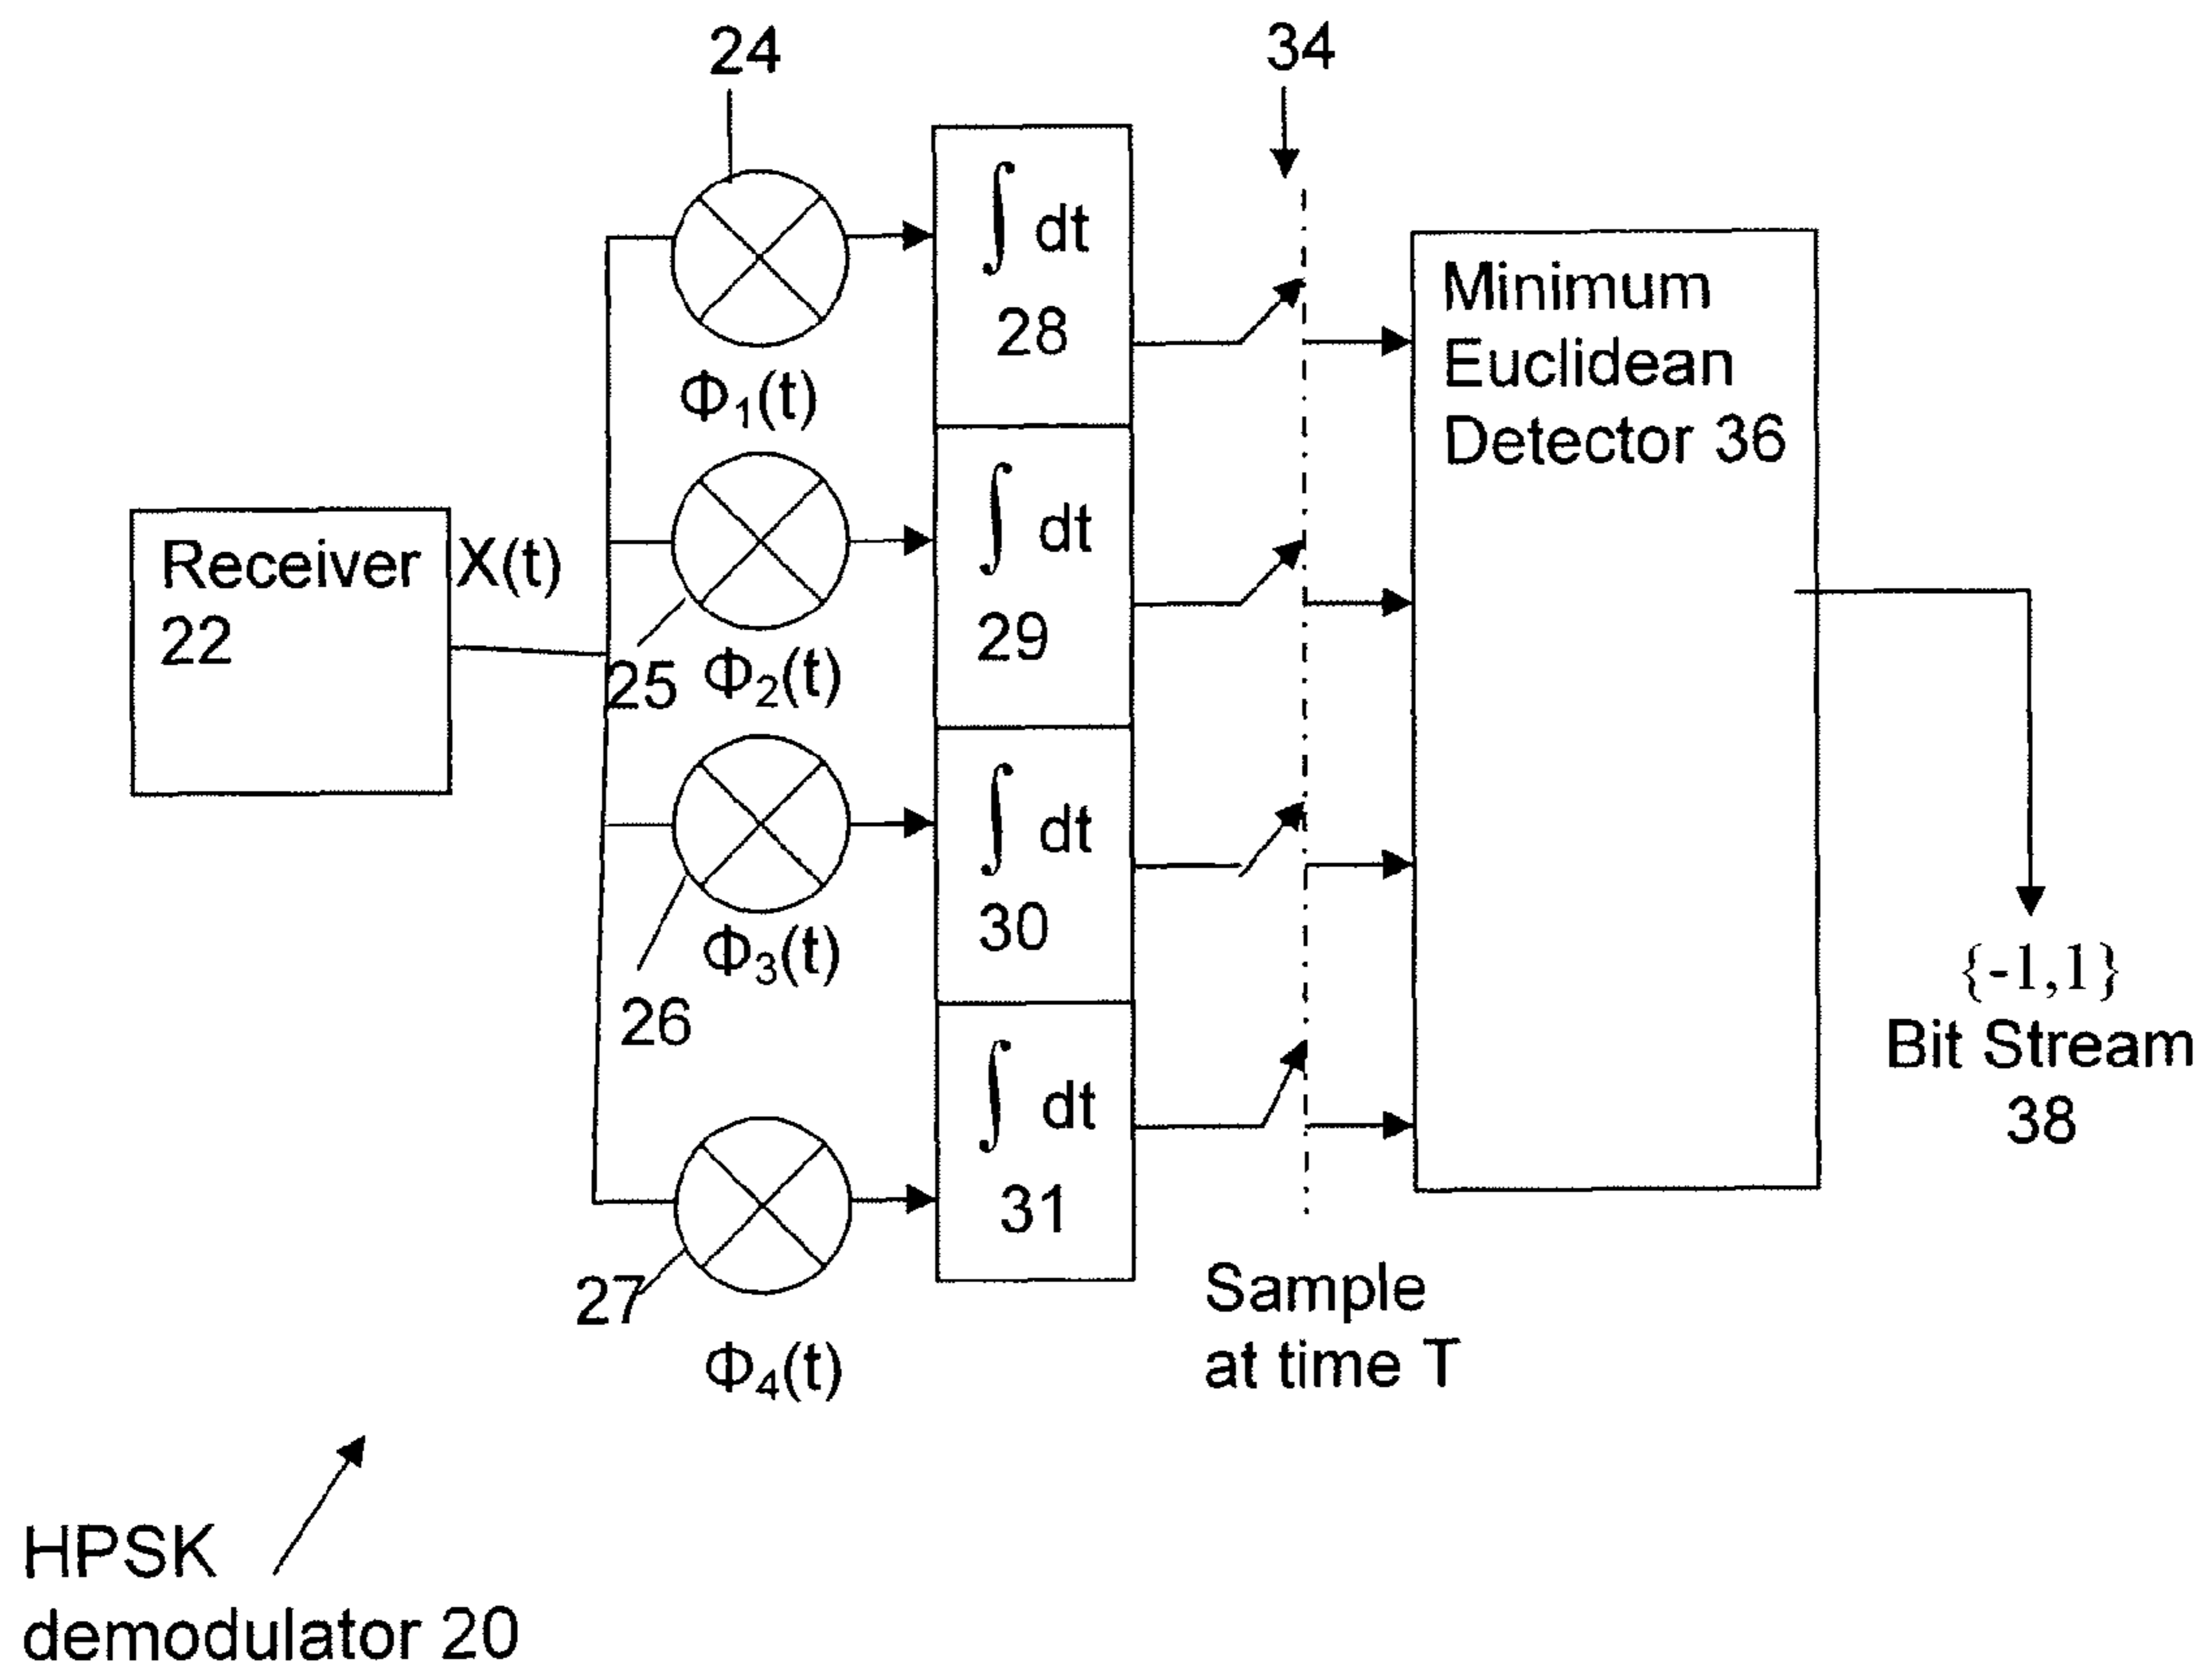 24
34
∫ dt
28
Φ₁(t)
Minimum
Euclidean
Detector 36
Receiver
22
X(t)
∫ dt
29
25
Φ₂(t)
∫ dt
30
Φ₃(t)
26
∫ dt
31
27
Φ₄(t)
Sample
at time T
{-1,1}
Bit Stream
38
HPSK
demodulator 20